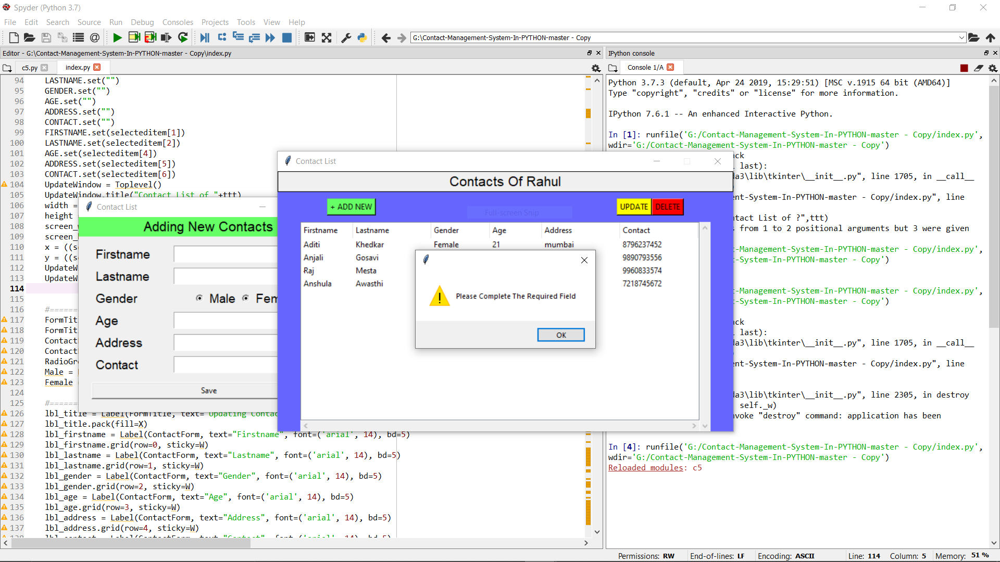 Spyder (Python 3.7)
File Edit Search Source Run Debug Consoles Projects Tools View Help
G:\Contact-Management-System-In-PYTHON-master - Copy
Editor - G:\Contact-Management-System-In-PYTHON-master - Copy\index.py
c5.py index.py
94 LASTNAME.set("")
95 GENDER.set("")
96 AGE.set("")
97 ADDRESS.set("")
98 CONTACT.set("")
99 FIRSTNAME.set(selecteditem[1])
100 LASTNAME.set(selecteditem[2])
101 AGE.set(selecteditem[4])
102 ADDRESS.set(selecteditem[5])
103 CONTACT.set(selecteditem[6])
104 UpdateWindow = Toplevel()
105 UpdateWindow.title("Contact List of "+ttt)
106 width =
107 height
108 screen_
109 screen_
110 x = ((s
111 y = ((s
112 UpdateW
113 UpdateW
114
115
116 #=======
117 FormTit
118 FormTit
119 Contact
120 Contact
121 RadioGr
122 Male =
123 Female
124
125 #=======
126 lbl_title = Label(FormTitle, text="Updating Contac
127 lbl_title.pack(fill=X)
128 lbl_firstname = Label(ContactForm, text="Firstname", font=('arial', 14), bd=5)
129 lbl_firstname.grid(row=0, sticky=W)
130 lbl_lastname = Label(ContactForm, text="Lastname", font=('arial', 14), bd=5)
131 lbl_lastname.grid(row=1, sticky=W)
132 lbl_gender = Label(ContactForm, text="Gender", font=('arial', 14), bd=5)
133 lbl_gender.grid(row=2, sticky=W)
134 lbl_age = Label(ContactForm, text="Age", font=('arial', 14), bd=5)
135 lbl_age.grid(row=3, sticky=W)
136 lbl_address = Label(ContactForm, text="Address", font=('arial', 14), bd=5)
137 lbl_address.grid(row=4, sticky=W)
138 lbl_contact = Label(ContactForm, text="Contact", font=('arial', 14), bd=5)
Contact List
Adding New Contacts
Firstname
Lastname
Gender Male Fem
Age
Address
Contact
Save
Contact List
Contacts Of Rahul
+ ADD NEW Full-screen Snip UPDATE DELETE
Firstname Lastname Gender Age Address Contact
Aditi Khedkar Female 21 mumbai 8796237452
Anjali Gosavi 9890793556
Raj Mesta 9960833574
Anshula Awasthi 7218745672
Please Complete The Required Field
OK
IPython console
Console 1/A
Python 3.7.3 (default, Apr 24 2019, 15:29:51) [MSC v.1915 64 bit (AMD64)]
Type "copyright", "credits" or "license" for more information.
IPython 7.6.1 -- An enhanced Interactive Python.
In [1]: runfile('G:/Contact-Management-System-In-PYTHON-master - Copy/index.py',
wdir='G:/Contact-Management-System-In-PYTHON-master - Copy')
ack
l last):
da3\lib\tkinter\__init__.py", line 1705, in __call__
ent-System-In-PYTHON-master - Copy/index.py", line
ntact List of ?",ttt)
s from 1 to 2 positional arguments but 3 were given
t-Management-System-In-PYTHON-master - Copy/index.py',
t-System-In-PYTHON-master - Copy')
t-Management-System-In-PYTHON-master - Copy/index.py',
t-System-In-PYTHON-master - Copy')
ack
l last):
da3\lib\tkinter\__init__.py", line 1705, in __call__
ent-System-In-PYTHON-master - Copy/index.py", line
da3\lib\tkinter\__init__.py", line 2305, in destroy
self._w)
nvoke "destroy" command: application has been
In [4]: runfile('G:/Contact-Management-System-In-PYTHON-master - Copy/index.py',
wdir='G:/Contact-Management-System-In-PYTHON-master - Copy')
Reloaded modules: c5
Permissions: RW End-of-lines: LF Encoding: ASCII Line: 114 Column: 5 Memory: 51 %